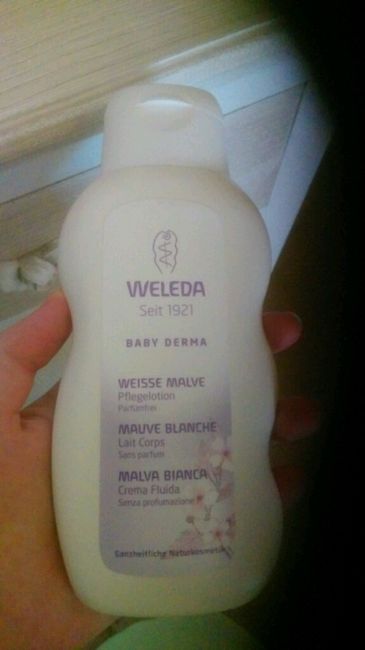 WELEDA
Seit 1921
BABY DERMA
WEISSE MALVE
Pflegelotion
Parfümfrei
MAUVE BLANCHE
Lait Corps
Sans parfum
MALVA BIANCA
Crema Fluida
Senza profumazione
Ganzheitliche Naturkosmetik